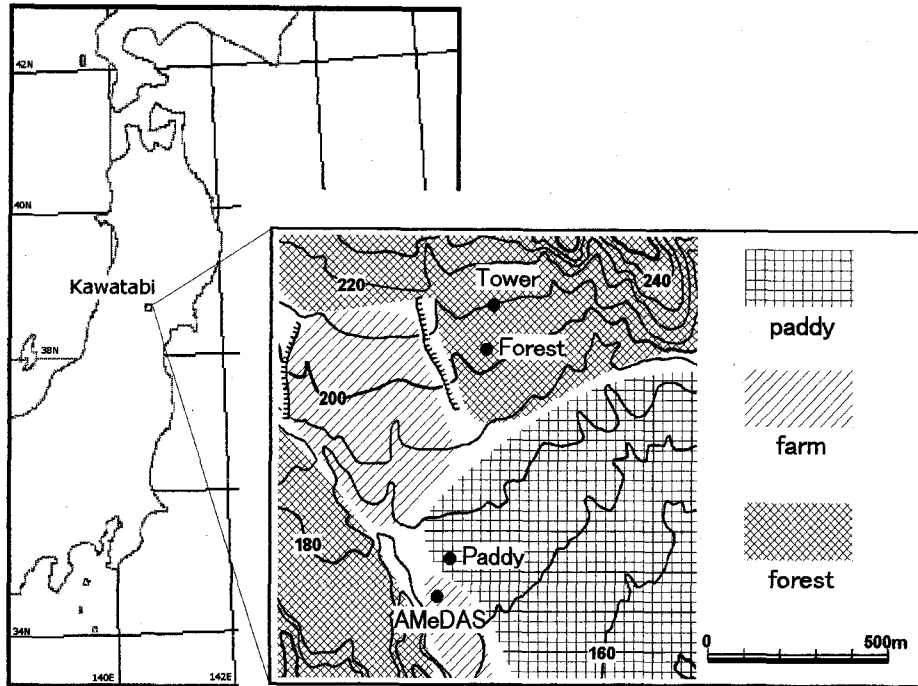 42N
40N
Kawatabi
38N
34N
140E
142E
Tower
220
240
Forest
200
180
Paddy
AMeDAS
160
paddy
farm
forest
0
500m